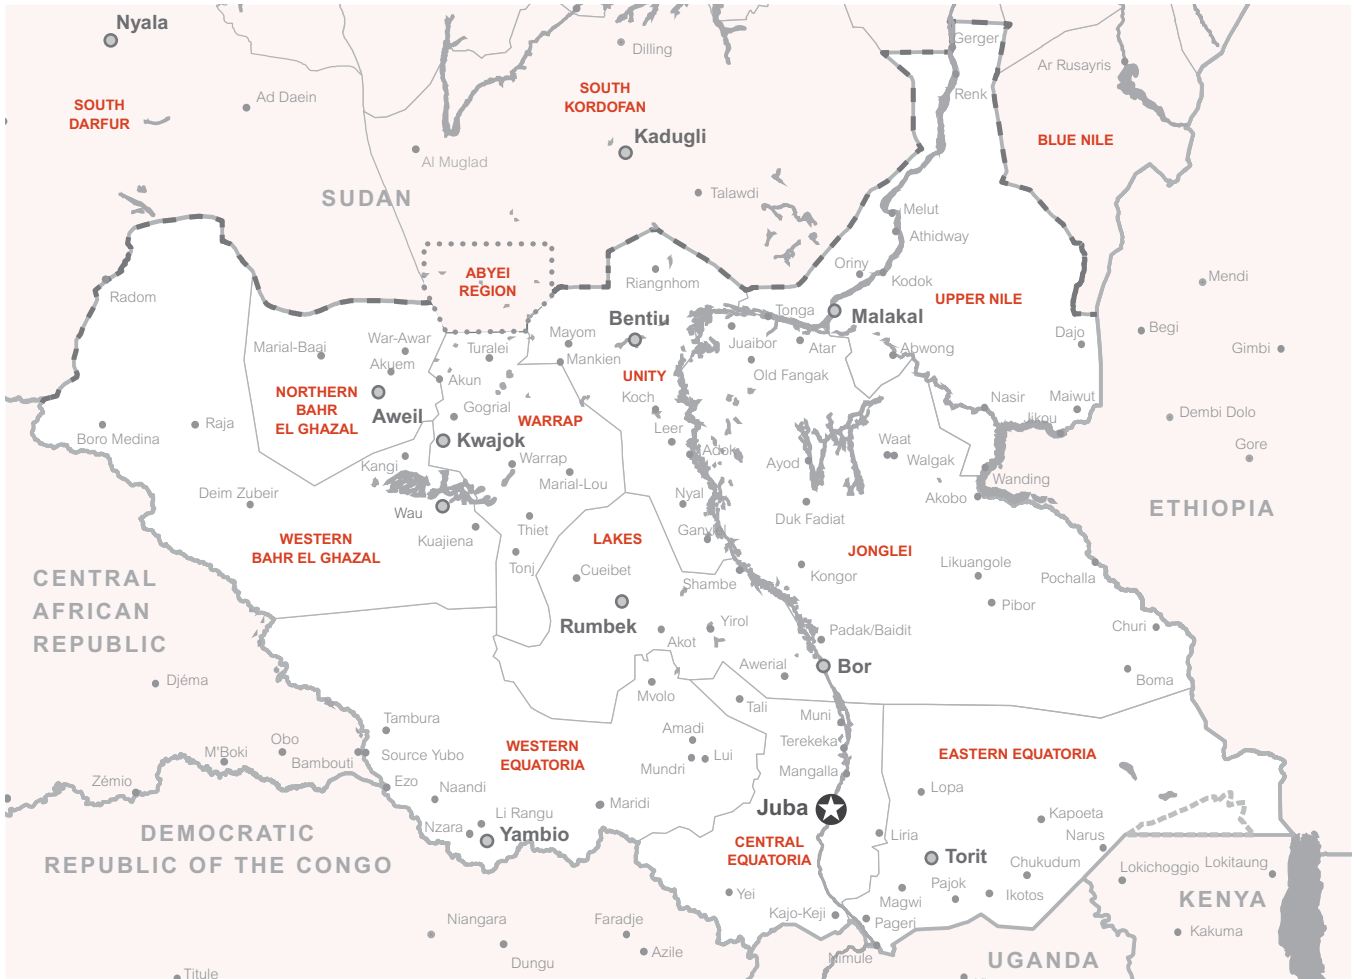 Nyala
Gerger
Dilling
Ar Rusayris
SOUTH
DARFUR
Ad Daein
SOUTH
KORDOFAN
Renk
Kadugli
BLUE NILE
Al Muglad
SUDAN
Talawdi
Melut
Athidway
ABYEI
REGION
Radom
Riangnhom
Oriny
Kodok
UPPER NILE
Mendi
Bentiu
Tonga
Malakal
Marial-Baai
War-Awar
Akuem
Turalei
Mayom
Mankien
Juaibor
Atar
Abwong
Dajo
Begi
Gimbi
Old Fangak
UNITY
Akun
NORTHERN
BAHR
EL GHAZAL
Aweil
Gogrial
WARRAP
Koch
Nasir
Maiwut
Dembi Dolo
Boro Medina
Raja
Kwajok
Leer
Adok
Jikou
Waat
Walgak
Gore
Kangi
Warrap
Marial-Lou
Ayod
Wanding
Deim Zubeir
Wau
Nyal
Akobo
ETHIOPIA
Kuajiena
Thiet
Duk Fadiat
Ganyiel
WESTERN
BAHR EL GHAZAL
LAKES
JONGLEI
Tonj
Cueibet
Shambe
Kongor
Likuangole
Pochalla
CENTRAL
AFRICAN
REPUBLIC
Pibor
Rumbek
Akot
Yirol
Padak/Baidit
Churi
Awerial
Bor
Boma
Djéma
Mvolo
Tali
Muni
Tambura
Amadi
Terekeka
Obo
M'Boki
Bambouti
Source Yubo
WESTERN
EQUATORIA
Lui
Mundri
Mangalla
EASTERN EQUATORIA
Zémio
Ezo
Naandi
Lopa
Li Rangu
Maridi
Juba
Kapoeta
Nzara
Yambio
Liria
Narus
DEMOCRATIC
REPUBLIC OF THE CONGO
CENTRAL
EQUATORIA
Torit
Chukudum
Lokichoggio
Lokitaung
Yei
Magwi
Pajok
Ikotos
KENYA
Niangara
Faradje
Kajo-Keji
Pageri
Kakuma
Azile
Dungu
Nimule
UGANDA
Titule